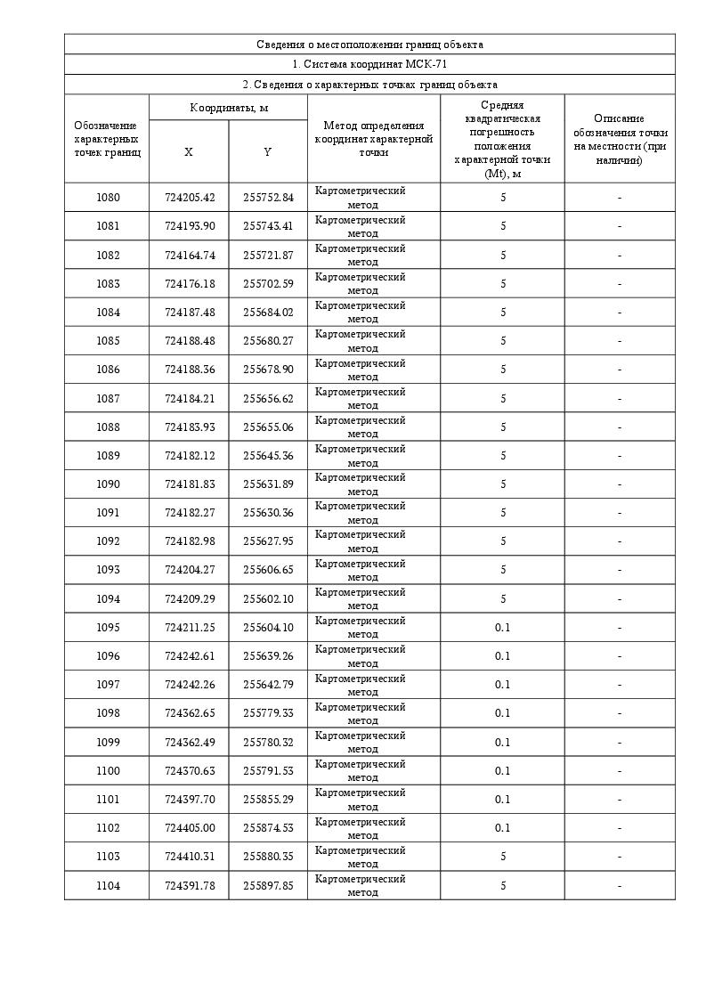 Сведения о местоположении границ объекта
1. Система координат МСК-71
2. Сведения о характерных точках границ объекта
Обозначение
характерных
точек границ
Координаты, м
X
Y
Метод определения
координат характерной
точки
Средняя
квадратическая
погрешность
положения
характерной точки
(Mt), м
Описание
обозначения точки
на местности (при
наличии)
1080 724205.42 255752.84 Картометрический
метод 5 -
1081 724193.90 255743.41 Картометрический
метод 5 -
1082 724164.74 255721.87 Картометрический
метод 5 -
1083 724176.18 255702.59 Картометрический
метод 5 -
1084 724187.48 255684.02 Картометрический
метод 5 -
1085 724188.48 255680.27 Картометрический
метод 5 -
1086 724188.36 255678.90 Картометрический
метод 5 -
1087 724184.21 255656.62 Картометрический
метод 5 -
1088 724183.93 255655.06 Картометрический
метод 5 -
1089 724182.12 255645.36 Картометрический
метод 5 -
1090 724181.83 255631.89 Картометрический
метод 5 -
1091 724182.27 255630.36 Картометрический
метод 5 -
1092 724182.98 255627.95 Картометрический
метод 5 -
1093 724204.27 255606.65 Картометрический
метод 5 -
1094 724209.29 255602.10 Картометрический
метод 5 -
1095 724211.25 255604.10 Картометрический
метод 0.1 -
1096 724242.61 255639.26 Картометрический
метод 0.1 -
1097 724242.26 255642.79 Картометрический
метод 0.1 -
1098 724362.65 255779.33 Картометрический
метод 0.1 -
1099 724362.49 255780.32 Картометрический
метод 0.1 -
1100 724370.63 255791.53 Картометрический
метод 0.1 -
1101 724397.70 255855.29 Картометрический
метод 0.1 -
1102 724405.00 255874.53 Картометрический
метод 0.1 -
1103 724410.31 255880.35 Картометрический
метод 5 -
1104 724391.78 255897.85 Картометрический
метод 5 -